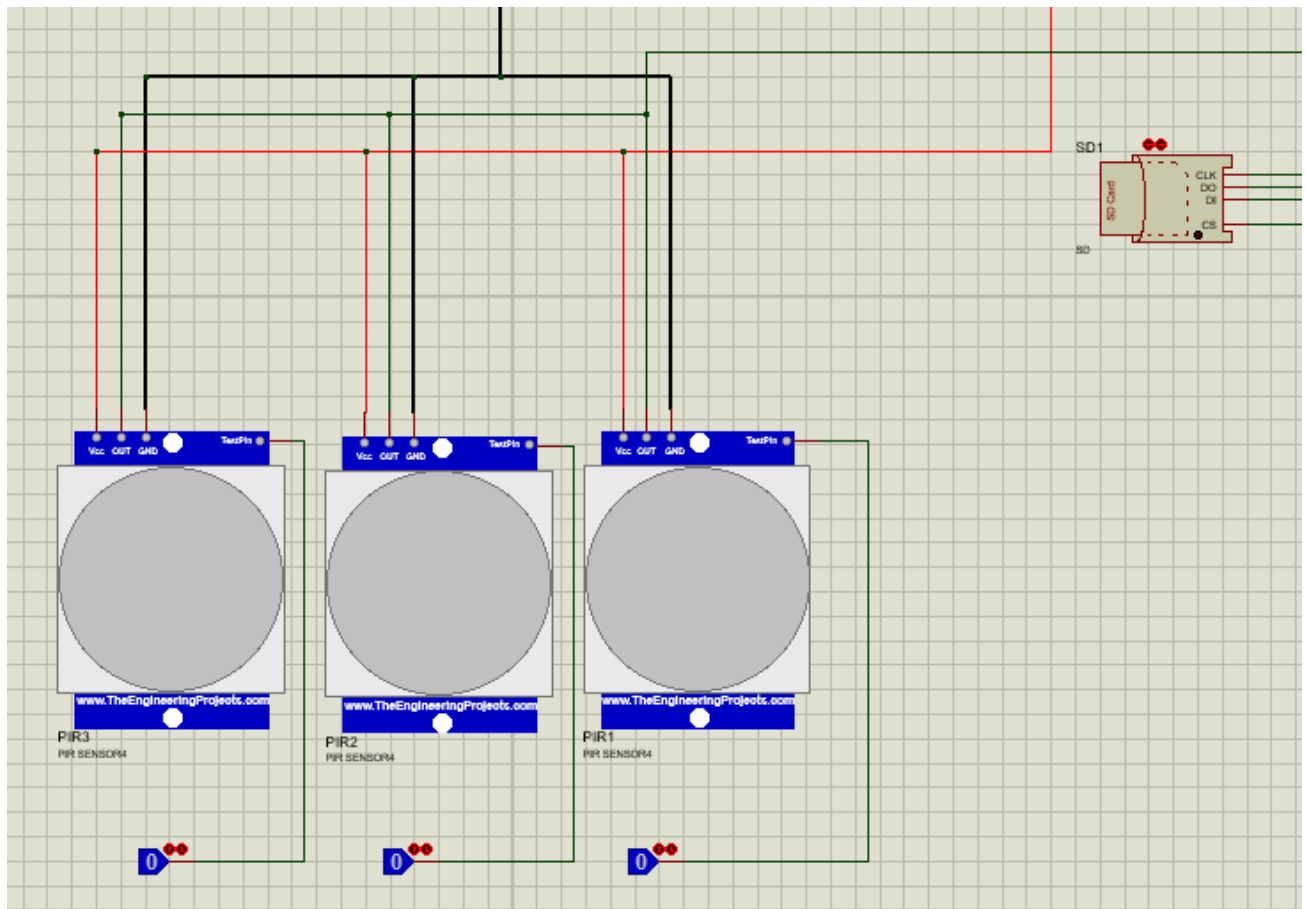 SD1
SD Card
CLK
DO
DI
CS
SD
Vcc OUT GND TestPin
Vcc OUT GND TestPin
Vcc OUT GND TestPin
www.TheEngineeringProjects.com
www.TheEngineeringProjects.com
www.TheEngineeringProjects.com
PIR3
PIR SENSOR4
PIR2
PIR SENSOR4
PIR1
PIR SENSOR4
0
0
0